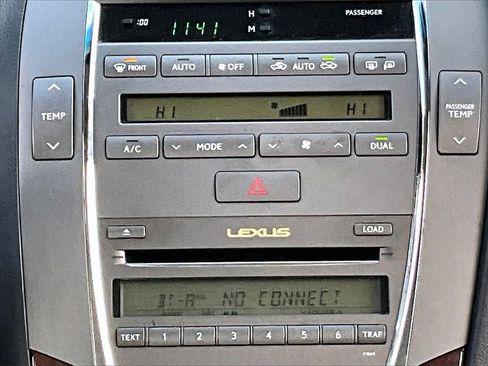 :00 1141 H M PASSENGER
FRONT AUTO OFF AUTO
HI HI
TEMP PASSENGER TEMP
A/C MODE DUAL
LEXUS LOAD
NO CONNECT
TEXT 1 2 3 4 5 6 TRAF